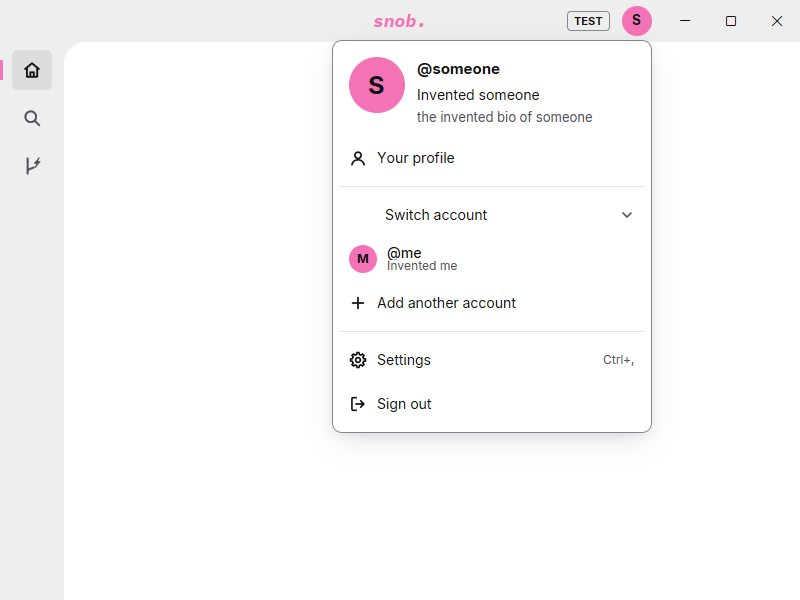 snob.
TEST
S
S
@someone
Invented someone
the invented bio of someone
Your profile
Switch account
M
@me
Invented me
Add another account
Settings
Ctrl+,
Sign out